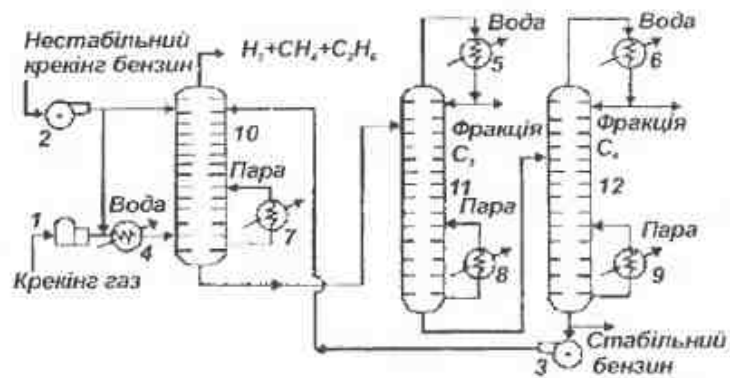 Нестабільний
крекінг бензин
H₂+CH₄+C₂H₆
Вода
Вода
5
6
2
10
Фракція
C₃
Фракція
C₄
Пара
11
12
1
Вода
4
7
Пара
Пара
8
9
Крекінг газ
3
Стабільний
бензин